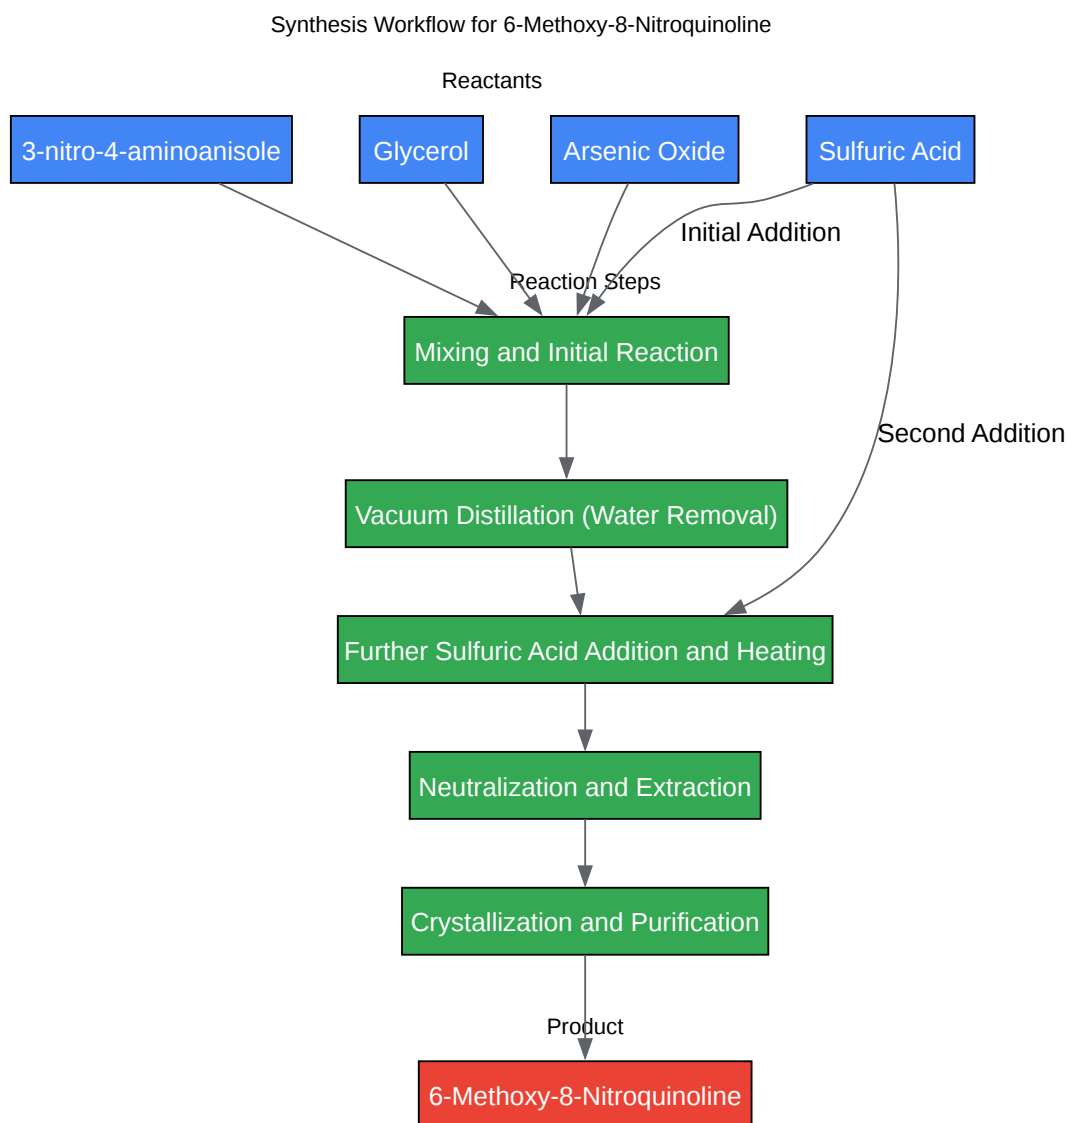 Synthesis Workflow for 6-Methoxy-8-Nitroquinoline
Reactants
3-nitro-4-aminoanisole
Glycerol
Arsenic Oxide
Sulfuric Acid
Initial Addition
Reaction Steps
Mixing and Initial Reaction
Second Addition
Vacuum Distillation (Water Removal)
Further Sulfuric Acid Addition and Heating
Neutralization and Extraction
Crystallization and Purification
Product
6-Methoxy-8-Nitroquinoline